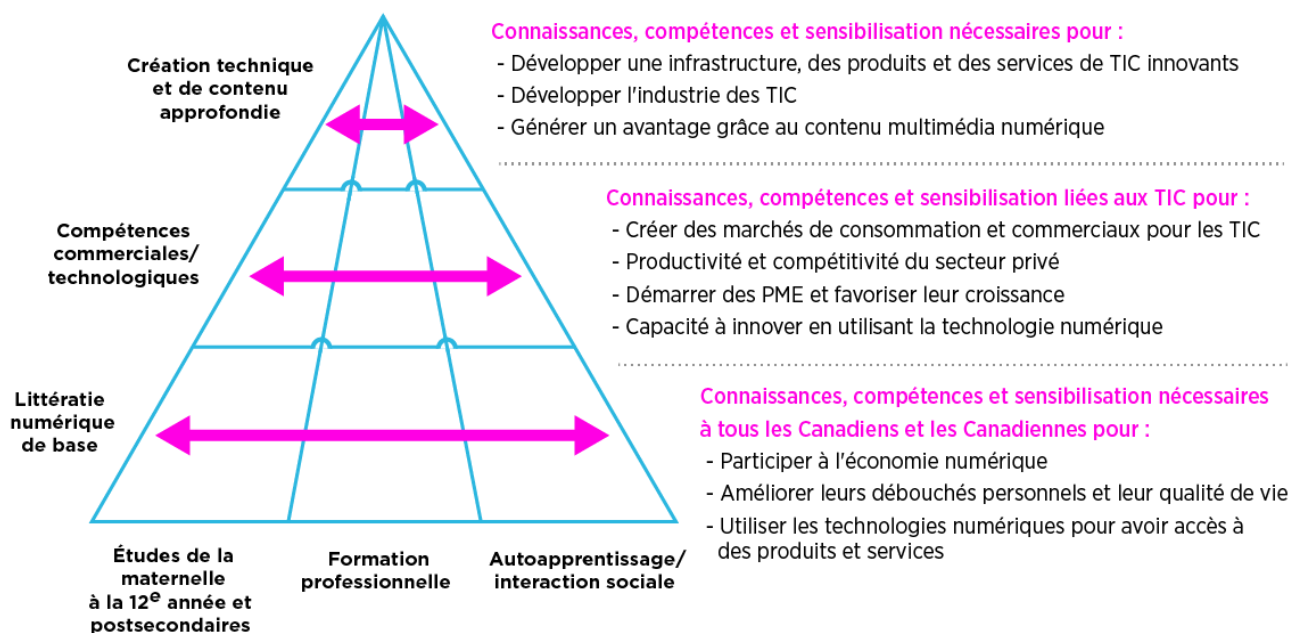 Création technique
et de contenu
approfondie
Connaissances, compétences et sensibilisation nécessaires pour :
- Développer une infrastructure, des produits et des services de TIC innovants
- Développer l'industrie des TIC
- Générer un avantage grâce au contenu multimédia numérique
Compétences
commerciales/
technologiques
Connaissances, compétences et sensibilisation liées aux TIC pour :
- Créer des marchés de consommation et commerciaux pour les TIC
- Productivité et compétitivité du secteur privé
- Démarrer des PME et favoriser leur croissance
- Capacité à innover en utilisant la technologie numérique
Littératie
numérique
de base
Connaissances, compétences et sensibilisation nécessaires
à tous les Canadiens et les Canadiennes pour :
- Participer à l'économie numérique
- Améliorer leurs débouchés personnels et leur qualité de vie
- Utiliser les technologies numériques pour avoir accès à
des produits et services
Études de la
maternelle
à la 12e année et
postsecondaires
Formation
professionnelle
Autoapprentissage/
interaction sociale